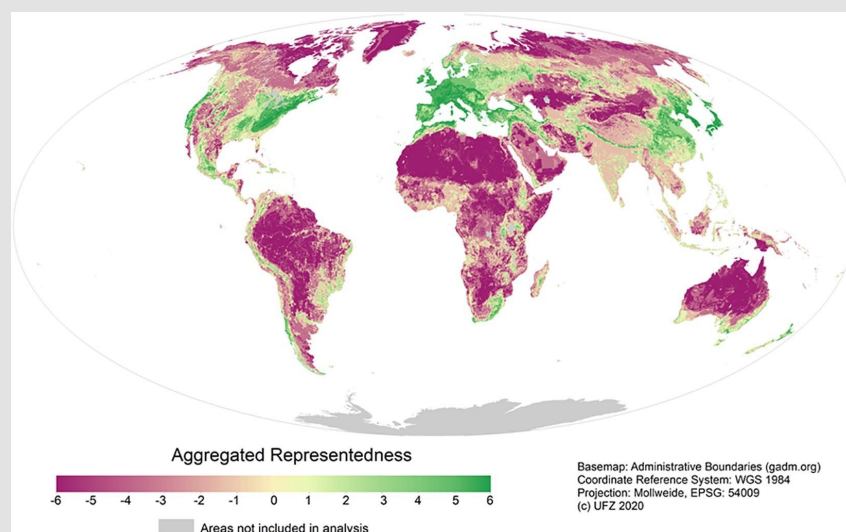 Aggregated Representedness
-6 -5 -4 -3 -2 -1 0 1 2 3 4 5 6
Areas not included in analysis
Basemap: Administrative Boundaries (gadm.org)
Coordinate Reference System: WGS 1984
Projection: Mollweide, EPSG: 54009
(c) UFZ 2020